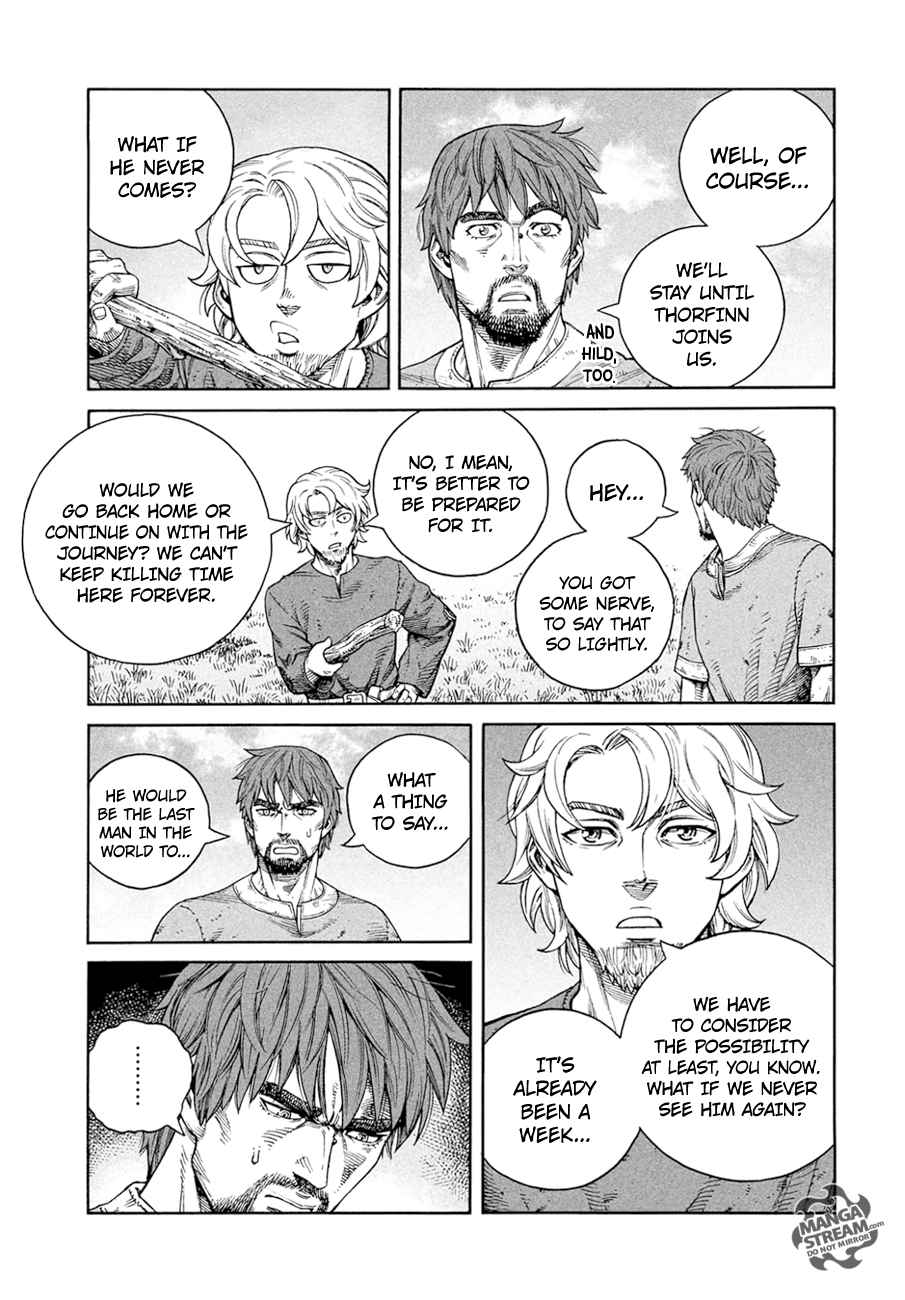 WELL, OF
COURSE...
WE'LL
STAY UNTIL
THORFINN
JOINS
US.
AND
HILD,
TOO.
WHAT IF
HE NEVER
COMES?
HEY...
YOU GOT
SOME NERVE,
TO SAY THAT
SO LIGHTLY.
NO, I MEAN,
IT'S BETTER TO
BE PREPARED
FOR IT.
WOULD WE
GO BACK HOME OR
CONTINUE ON WITH THE
JOURNEY? WE CAN'T
KEEP KILLING TIME
HERE FOREVER.
WE HAVE
TO CONSIDER
THE POSSIBILITY
AT LEAST, YOU KNOW.
WHAT IF WE NEVER
SEE HIM AGAIN?
IT'S
ALREADY
BEEN A
WEEK...
WHAT
A THING
TO SAY...
HE WOULD
BE THE LAST
MAN IN THE
WORLD TO...
........
MANGA
STREAM.com
DO NOT MIRROR